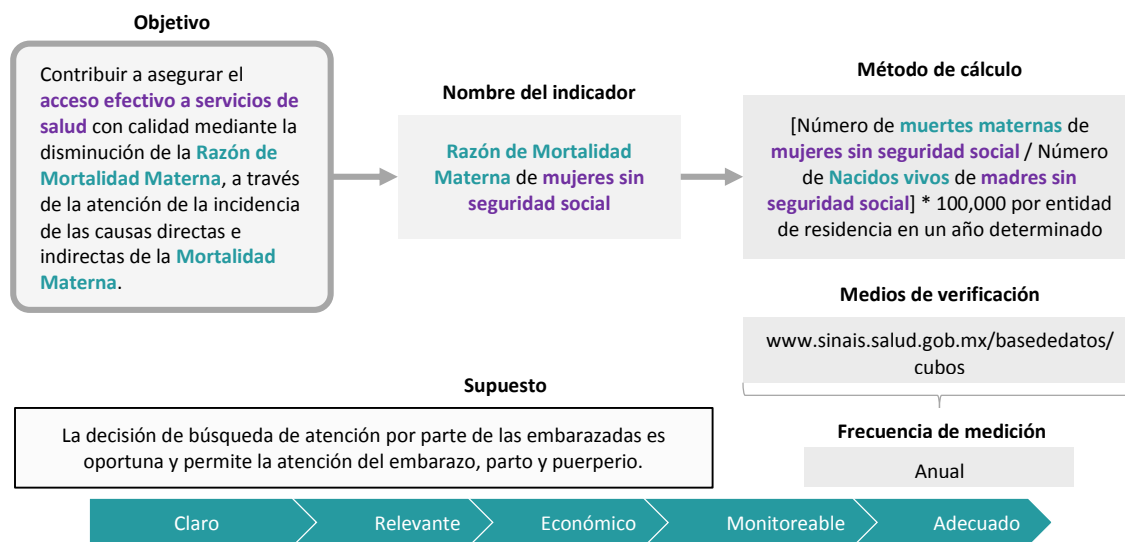 Objetivo
Contribuir a asegurar el
acceso efectivo a servicios de
salud con calidad mediante la
disminución de la Razón de
Mortalidad Materna, a través
de la atención de la incidencia
de las causas directas e
indirectas de la Mortalidad
Materna.
Nombre del indicador
Razón de Mortalidad
Materna de mujeres sin
seguridad social
Método de cálculo
[Número de muertes maternas de
mujeres sin seguridad social / Número
de Nacidos vivos de madres sin
seguridad social] * 100,000 por entidad
de residencia en un año determinado
Medios de verificación
www.sinais.salud.gob.mx/basededatos/
cubos
Supuesto
La decisión de búsqueda de atención por parte de las embarazadas es
oportuna y permite la atención del embarazo, parto y puerperio.
Frecuencia de medición
Anual
Claro
Relevante
Económico
Monitoreable
Adecuado